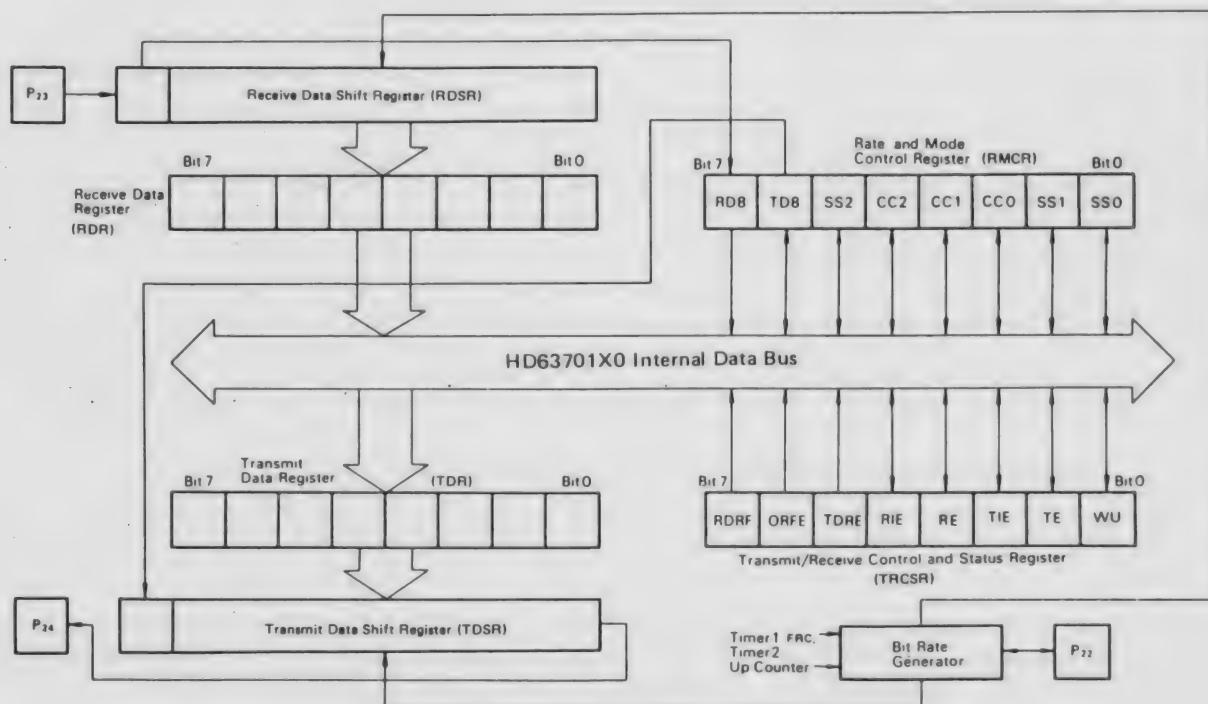 P23
Receive Data Shift Register (RDSR)
Bit 7
Bit 0
Receive Data
Register
(RDR)
Rate and Mode
Control Register (RMCR)
Bit 7
Bit 0
RD8 TD8 SS2 CC2 CC1 CC0 SS1 SS0
HD63701X0 Internal Data Bus
Transmit
Data Register
(TDR)
Bit 7
Bit 0
Bit 7
Bit 0
RDRF ORFE TDRE RIE RE TIE TE WU
Transmit/Receive Control and Status Register
(TRCSR)
P24
Transmit Data Shift Register (TDSR)
Timer 1 FRC,
Timer 2
Up Counter
Bit Rate
Generator
P22